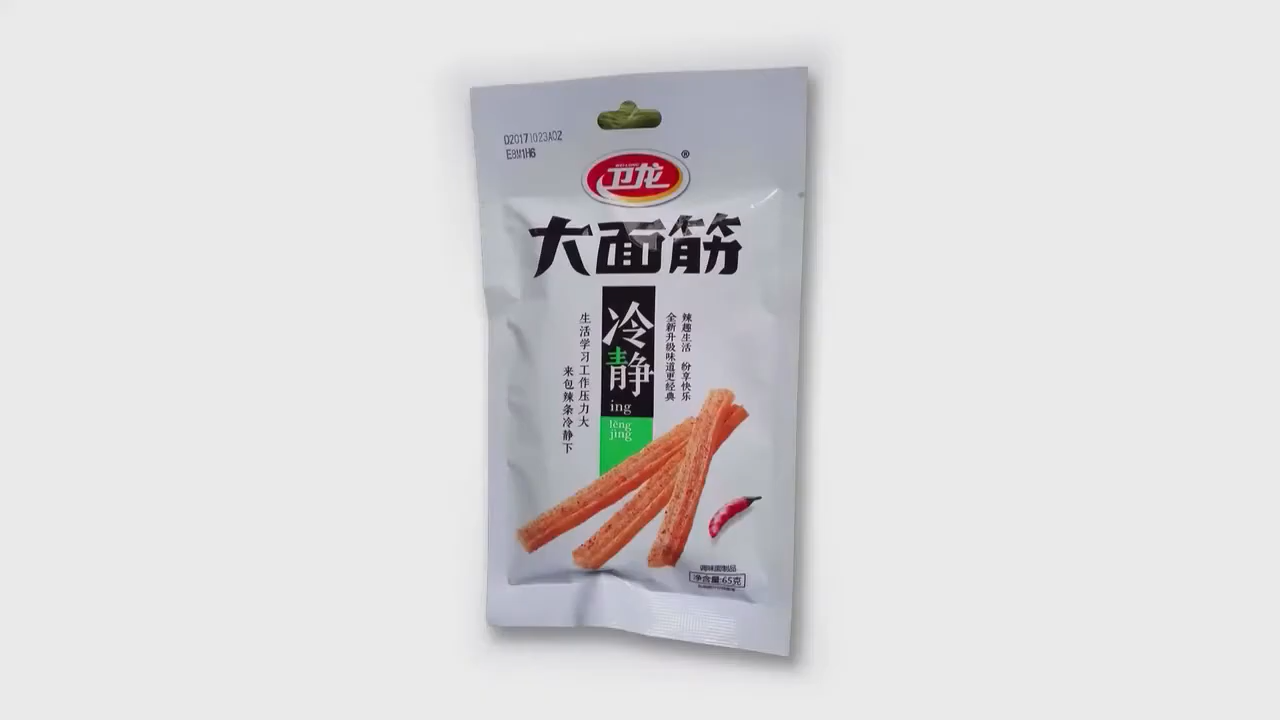 D20171023A02
EBM1H6
卫龙®
大面筋
冷静
ing
lěng
jìng
辣趣生活 纷享快乐
全新升级味道更经典
生活学习工作压力大
来包辣条冷静下
调味面制品
净含量:65克